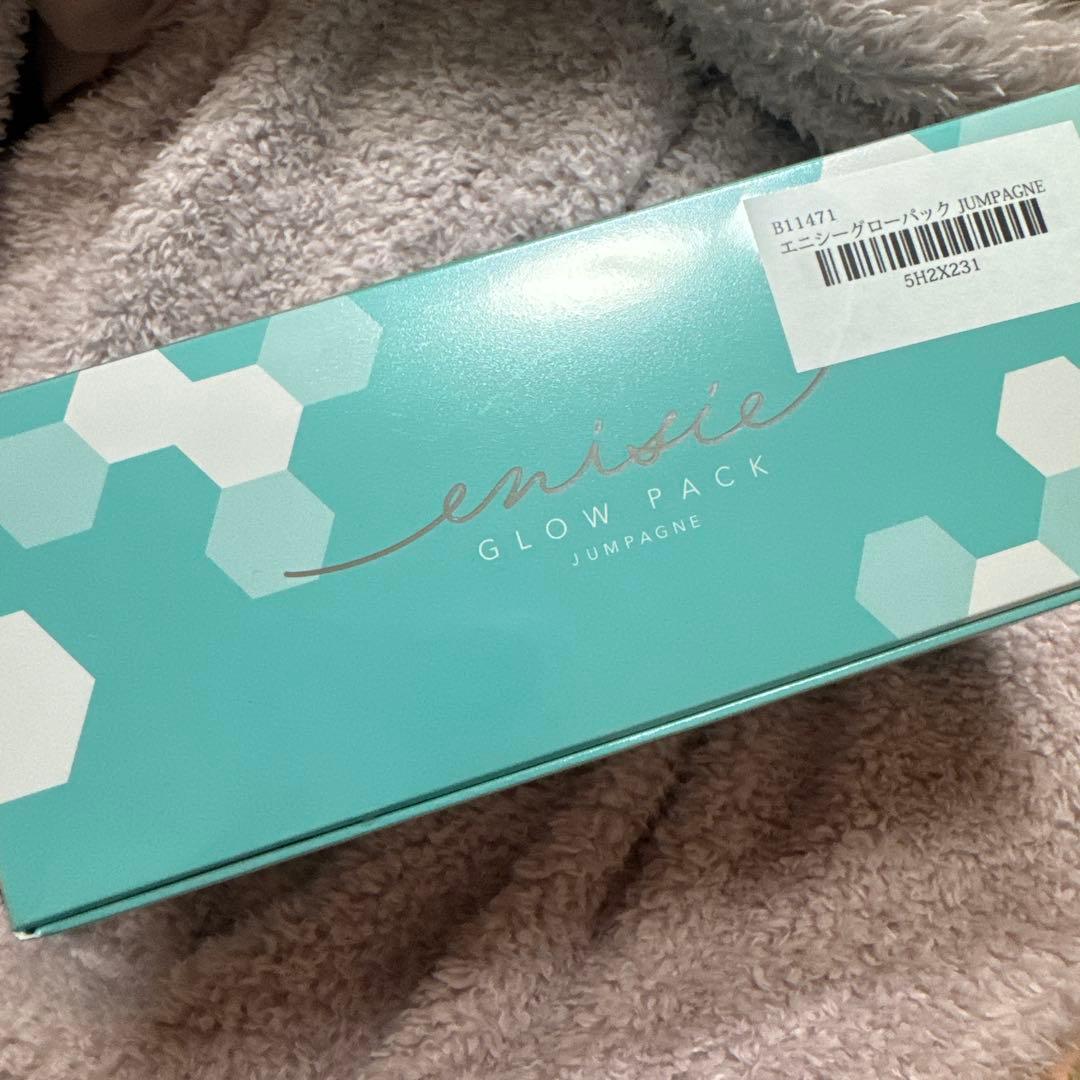 B11471
エニシーグローパック JUMPAGNE
5H2X231
enisie
GLOW PACK
JUMPAGNE